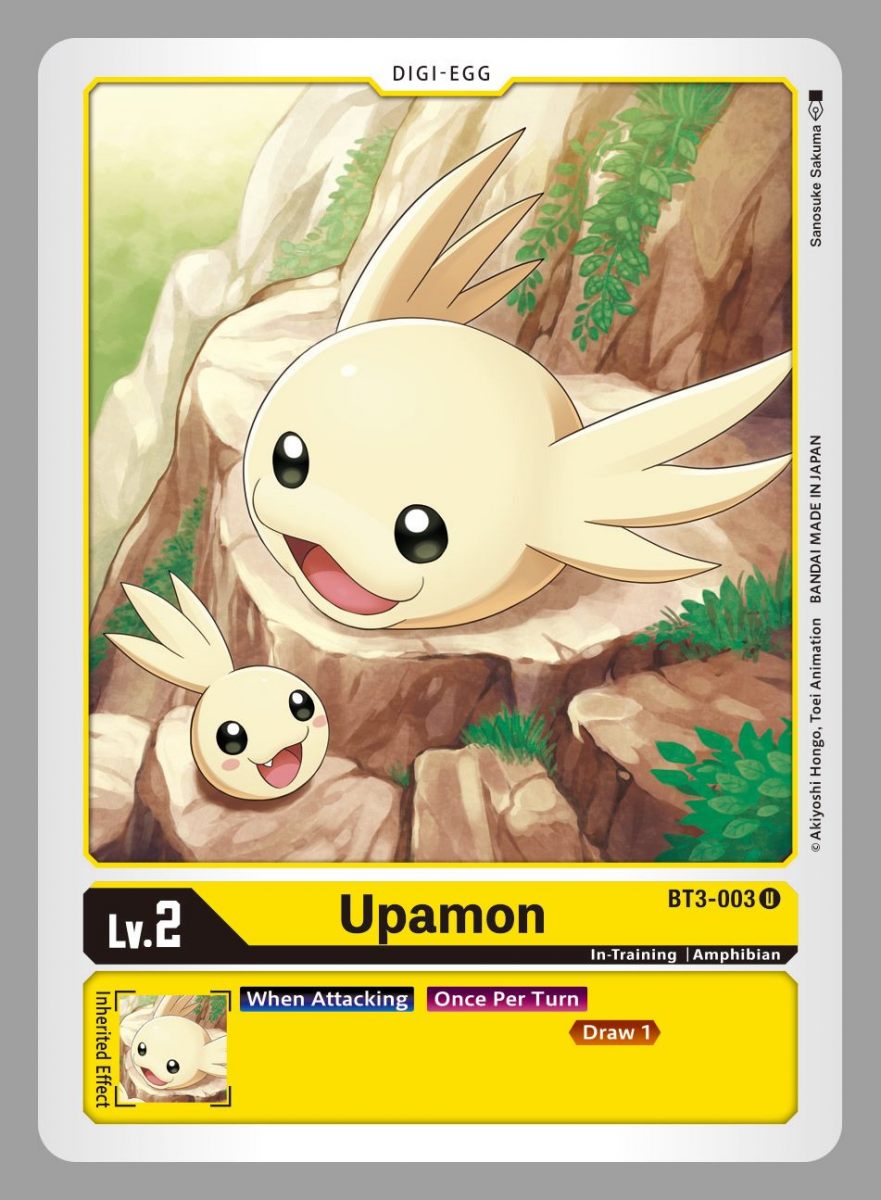 DIGI-EGG
Sanosuke Sakuma
© Akiyoshi Hongo, Toei Animation BANDAI MADE IN JAPAN
Lv.2
Upamon
BT3-003 U
In-Training | Amphibian
Inherited Effect
When Attacking Once Per Turn
Draw 1